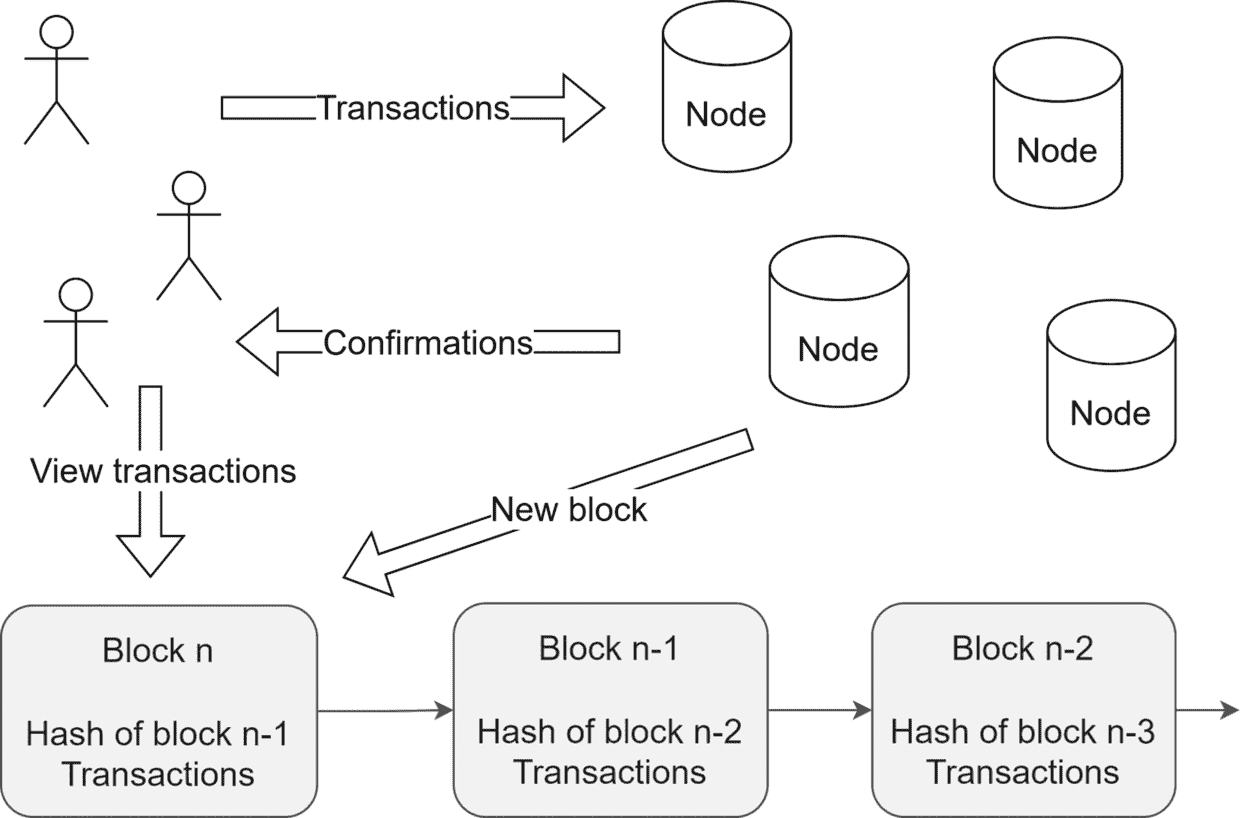 Transactions
Node
Node
Confirmations
Node
Node
View transactions
New block
Block n
Hash of block n-1
Transactions
Block n-1
Hash of block n-2
Transactions
Block n-2
Hash of block n-3
Transactions